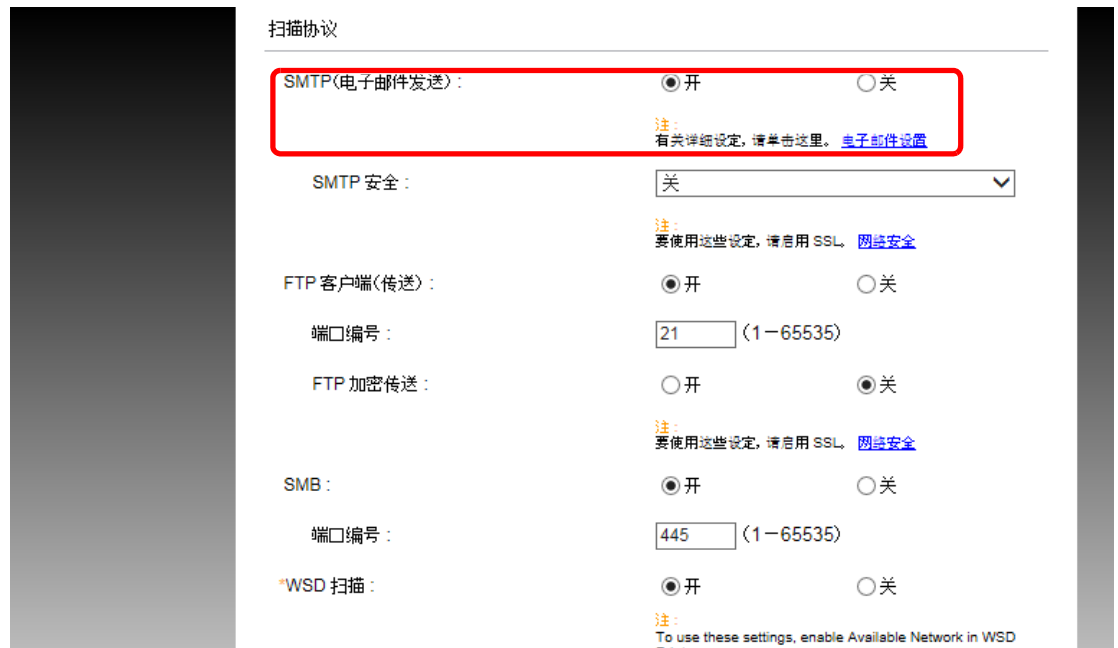 扫描协议
SMTP(电子邮件发送) : 开 关
注 :
有关详细设定, 请单击这里。 电子邮件设置
SMTP 安全 : 关
注 :
要使用这些设定, 请启用 SSL。 网络安全
FTP 客户端(传送) : 开 关
端口编号 : 21 (1-65535)
FTP 加密传送 : 开 关
注 :
要使用这些设定, 请启用 SSL。 网络安全
SMB : 开 关
端口编号 : 445 (1-65535)
*WSD 扫描 : 开 关
注 :
To use these settings, enable Available Network in WSD